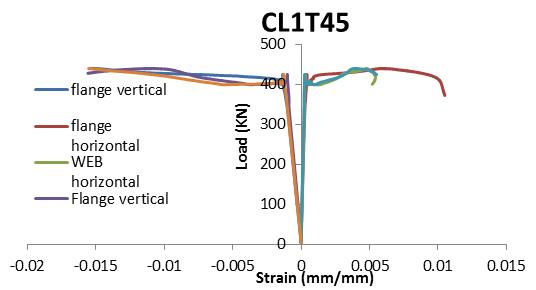 CL1T45
500
400
300
200
100
0
Load (KN)
flange vertical
flange
horizontal
WEB
horizontal
Flange vertical
-0.02 -0.015 -0.01 -0.005 0 0.005 0.01 0.015
Strain (mm/mm)